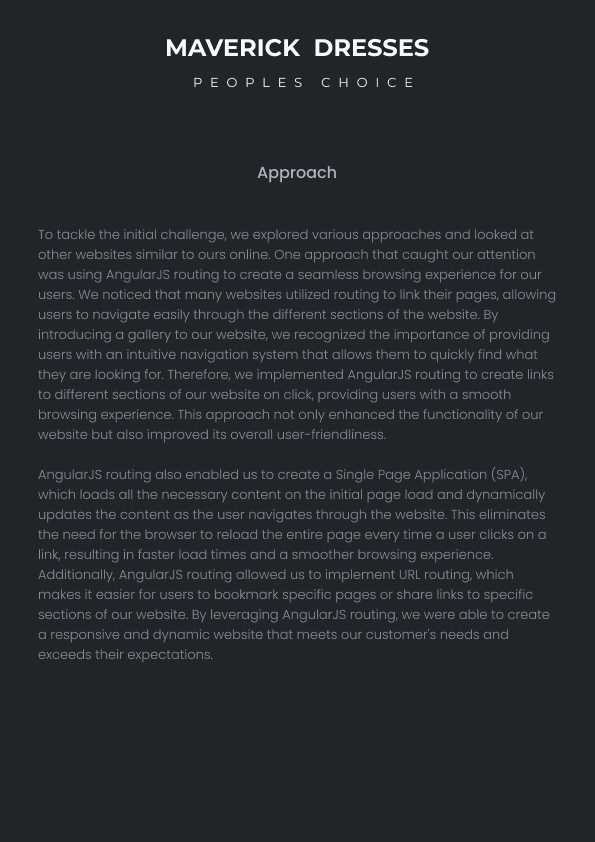 MAVERICK DRESSES
PEOPLES CHOICE
Approach
To tackle the initial challenge, we explored various approaches and looked at
other websites similar to ours online. One approach that caught our attention
was using AngularJS routing to create a seamless browsing experience for our
users. We noticed that many websites utilized routing to link their pages, allowing
users to navigate easily through the different sections of the website. By
introducing a gallery to our website, we recognized the importance of providing
users with an intuitive navigation system that allows them to quickly find what
they are looking for. Therefore, we implemented AngularJS routing to create links
to different sections of our website on click, providing users with a smooth
browsing experience. This approach not only enhanced the functionality of our
website but also improved its overall user-friendliness.
AngularJS routing also enabled us to create a Single Page Application (SPA),
which loads all the necessary content on the initial page load and dynamically
updates the content as the user navigates through the website. This eliminates
the need for the browser to reload the entire page every time a user clicks on a
link, resulting in faster load times and a smoother browsing experience.
Additionally, AngularJS routing allowed us to implement URL routing, which
makes it easier for users to bookmark specific pages or share links to specific
sections of our website. By leveraging AngularJS routing, we were able to create
a responsive and dynamic website that meets our customer's needs and
exceeds their expectations.